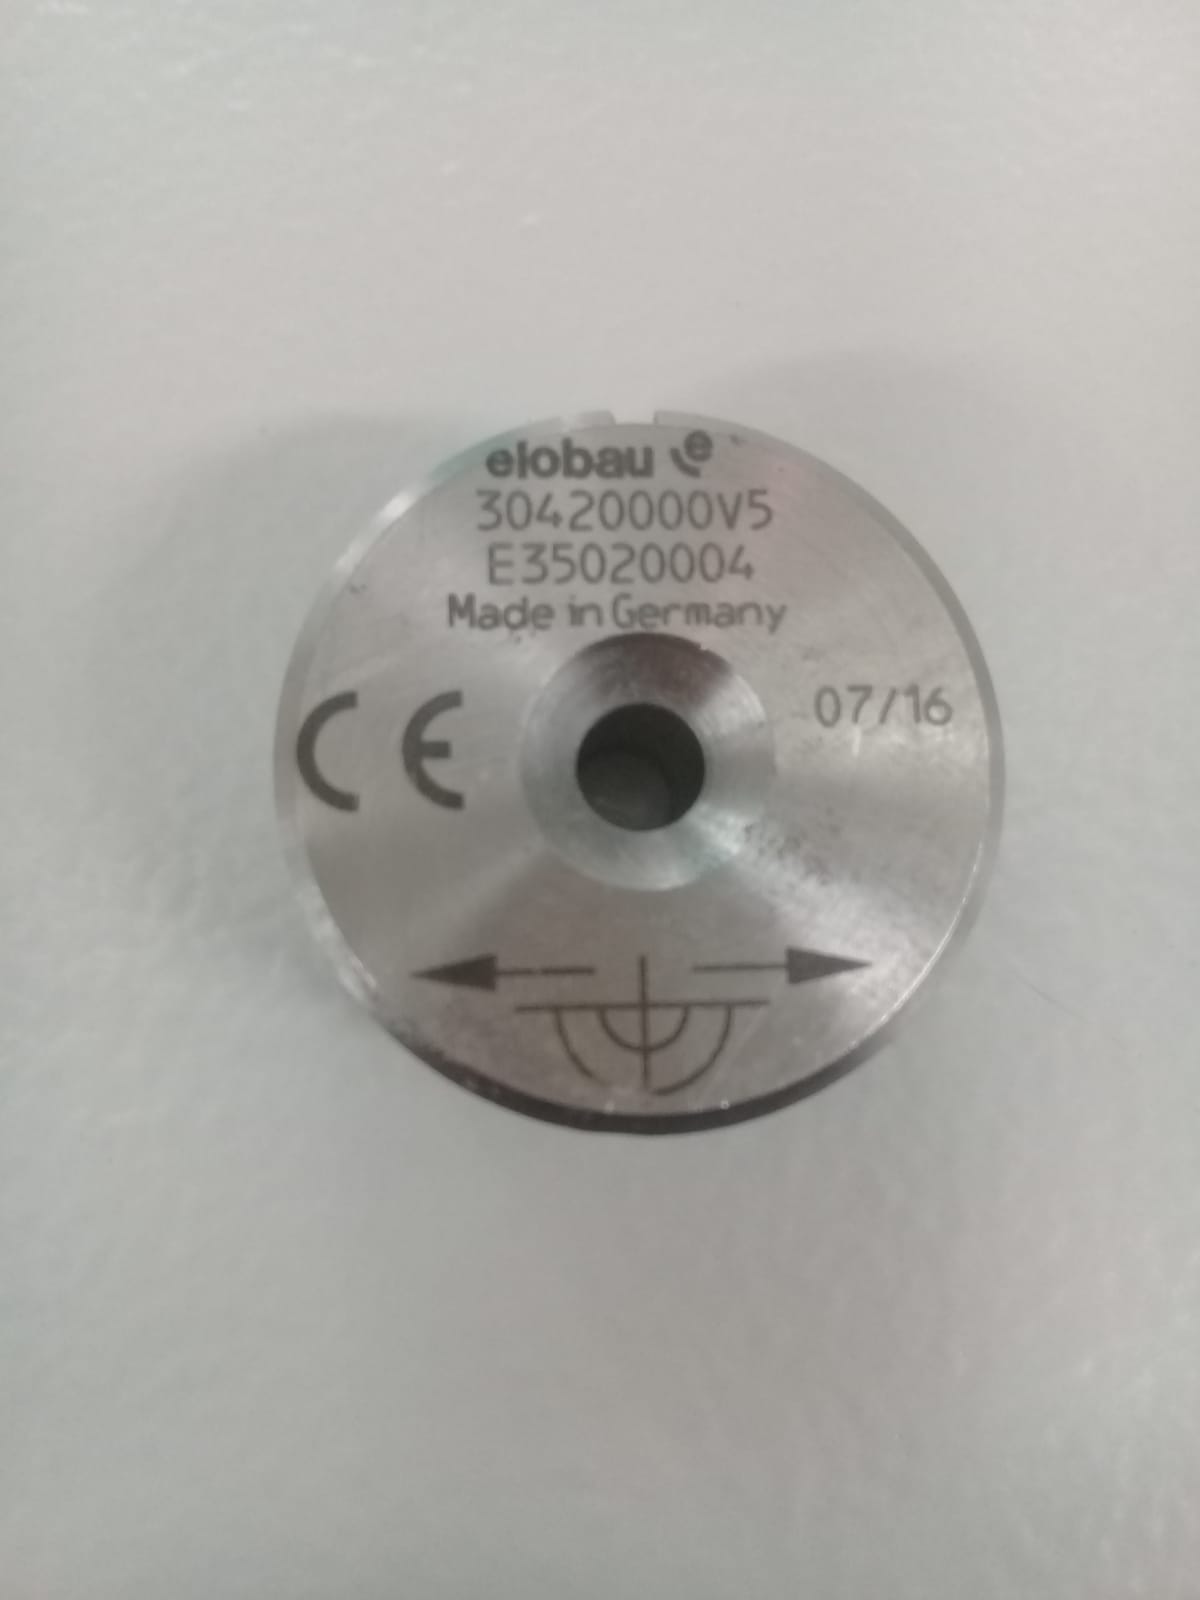 elobau e
30420000V5
E35020004
Made in Germany
CE
07/16